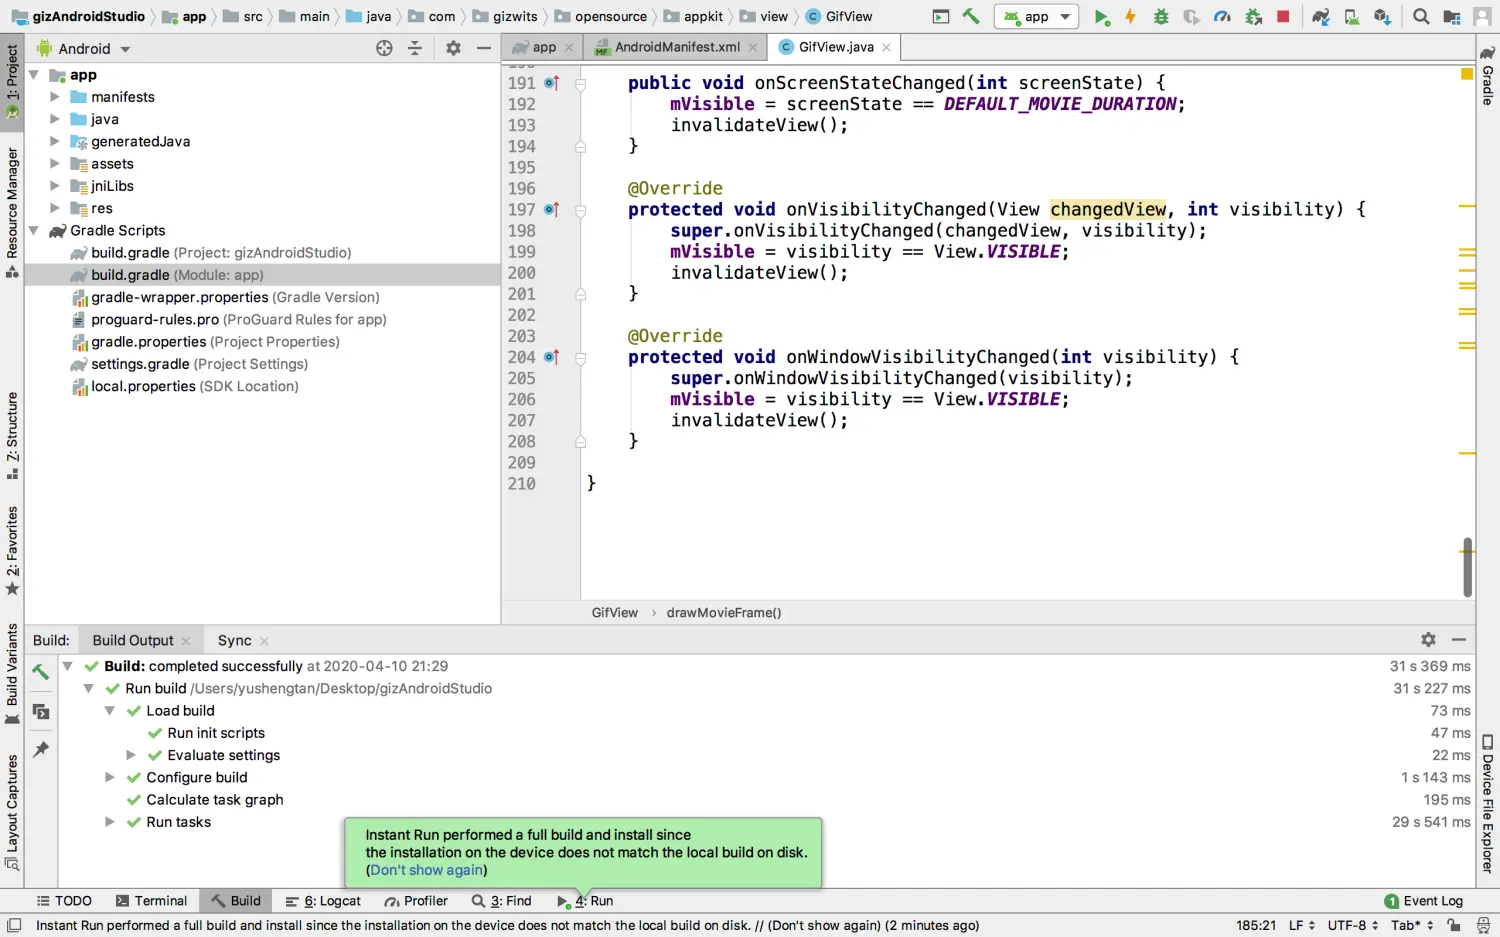 gizAndroidStudio app src main java com gizwits opensource appkit view GifView app
1: Project
Resource Manager
Z: Structure
2: Favorites
Build Variants
Layout Captures
Android
app
manifests
java
generatedJava
assets
jniLibs
res
Gradle Scripts
build.gradle (Project: gizAndroidStudio)
build.gradle (Module: app)
gradle-wrapper.properties (Gradle Version)
proguard-rules.pro (ProGuard Rules for app)
gradle.properties (Project Properties)
settings.gradle (Project Settings)
local.properties (SDK Location)
app AndroidManifest.xml GifView.java
191 public void onScreenStateChanged(int screenState) {
192 mVisible = screenState == DEFAULT_MOVIE_DURATION;
193 invalidateView();
194 }
195
196 @Override
197 protected void onVisibilityChanged(View changedView, int visibility) {
198 super.onVisibilityChanged(changedView, visibility);
199 mVisible = visibility == View.VISIBLE;
200 invalidateView();
201 }
202
203 @Override
204 protected void onWindowVisibilityChanged(int visibility) {
205 super.onWindowVisibilityChanged(visibility);
206 mVisible = visibility == View.VISIBLE;
207 invalidateView();
208 }
209
210 }
GifView › drawMovieFrame()
Gradle
Device File Explorer
Build: Build Output Sync
Build: completed successfully at 2020-04-10 21:29 31 s 369 ms
Run build /Users/yushengtan/Desktop/gizAndroidStudio 31 s 227 ms
Load build 73 ms
Run init scripts 47 ms
Evaluate settings 22 ms
Configure build 1 s 143 ms
Calculate task graph 195 ms
Run tasks 29 s 541 ms
Instant Run performed a full build and install since
the installation on the device does not match the local build on disk.
(Don't show again)
TODO Terminal Build 6: Logcat Profiler 3: Find 4: Run 1 Event Log
Instant Run performed a full build and install since the installation on the device does not match the local build on disk. // (Don't show again) (2 minutes ago) 185:21 LF UTF-8 Tab*